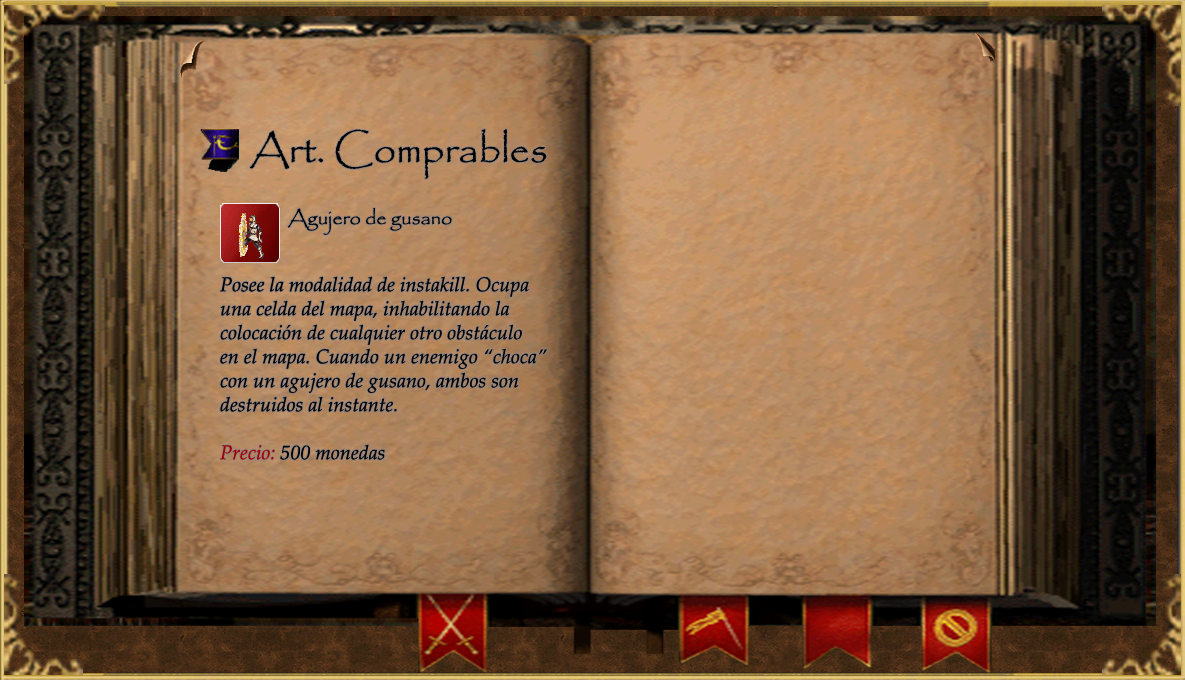 Art. Comprables
Agujero de gusano
Posee la modalidad de instakill. Ocupa
una celda del mapa, inhabilitando la
colocación de cualquier otro obstáculo
en el mapa. Cuando un enemigo “choca”
con un agujero de gusano, ambos son
destruidos al instante.
Precio: 500 monedas